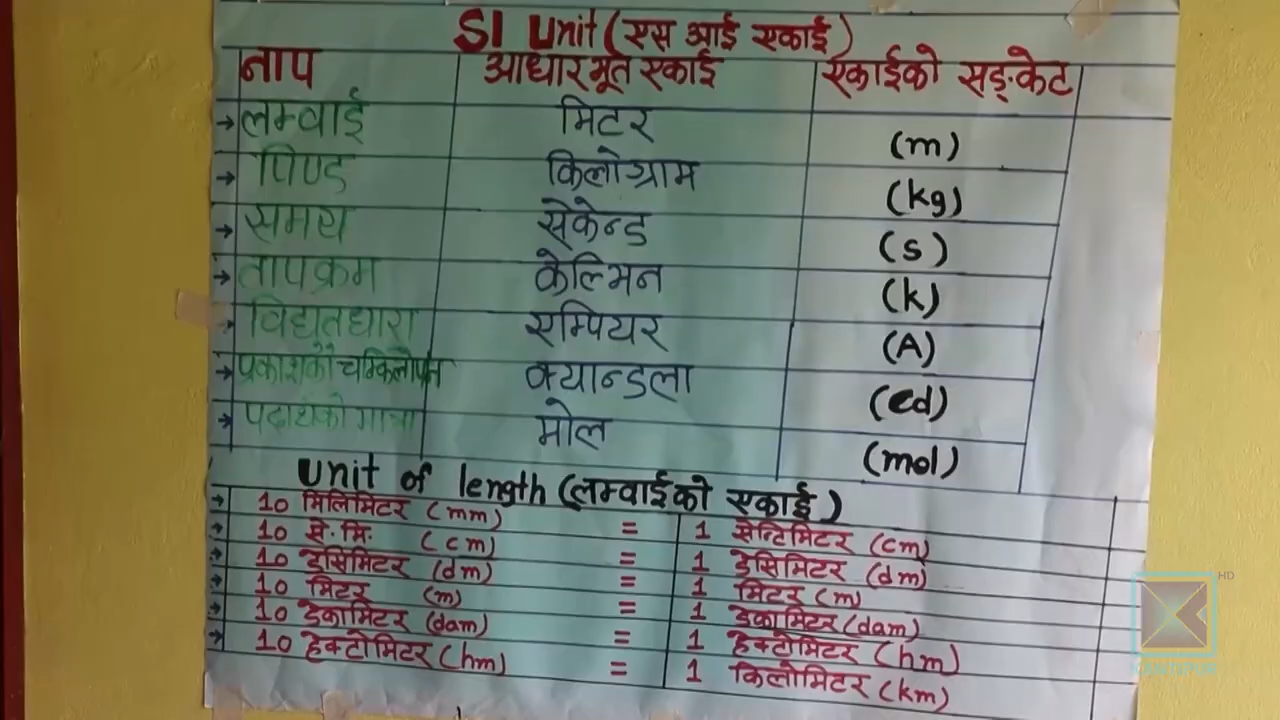 SI Unit (एस आई एकाई)
नाप आधारभूत एकाई एकाईको सङ्केट
→ लम्वाई मिटर (m)
→ पिण्ड किलोग्राम (kg)
→ समय सेकेन्ड (s)
→ तापक्रम केल्भिन (k)
→ विद्युतधारा एम्पियर (A)
→ प्रकाशको चम्किलोपन क्यान्डला (cd)
→ पदार्थको मात्रा मोल (mol)
Unit of length (लम्वाईको एकाई)
→ 10 मिलिमिटर (mm) = 1 सेन्टिमिटर (cm)
→ 10 से.मि. (cm) = 1 डेसिमिटर (dm)
→ 10 डेसिमिटर (dm) = 1 मिटर (m)
→ 10 मिटर (m) = 1 डेकामिटर (dam)
→ 10 डेकामिटर (dam) = 1 हेक्टोमिटर (hm)
→ 10 हेक्टोमिटर (hm) = 1 किलोमिटर (km)
HD